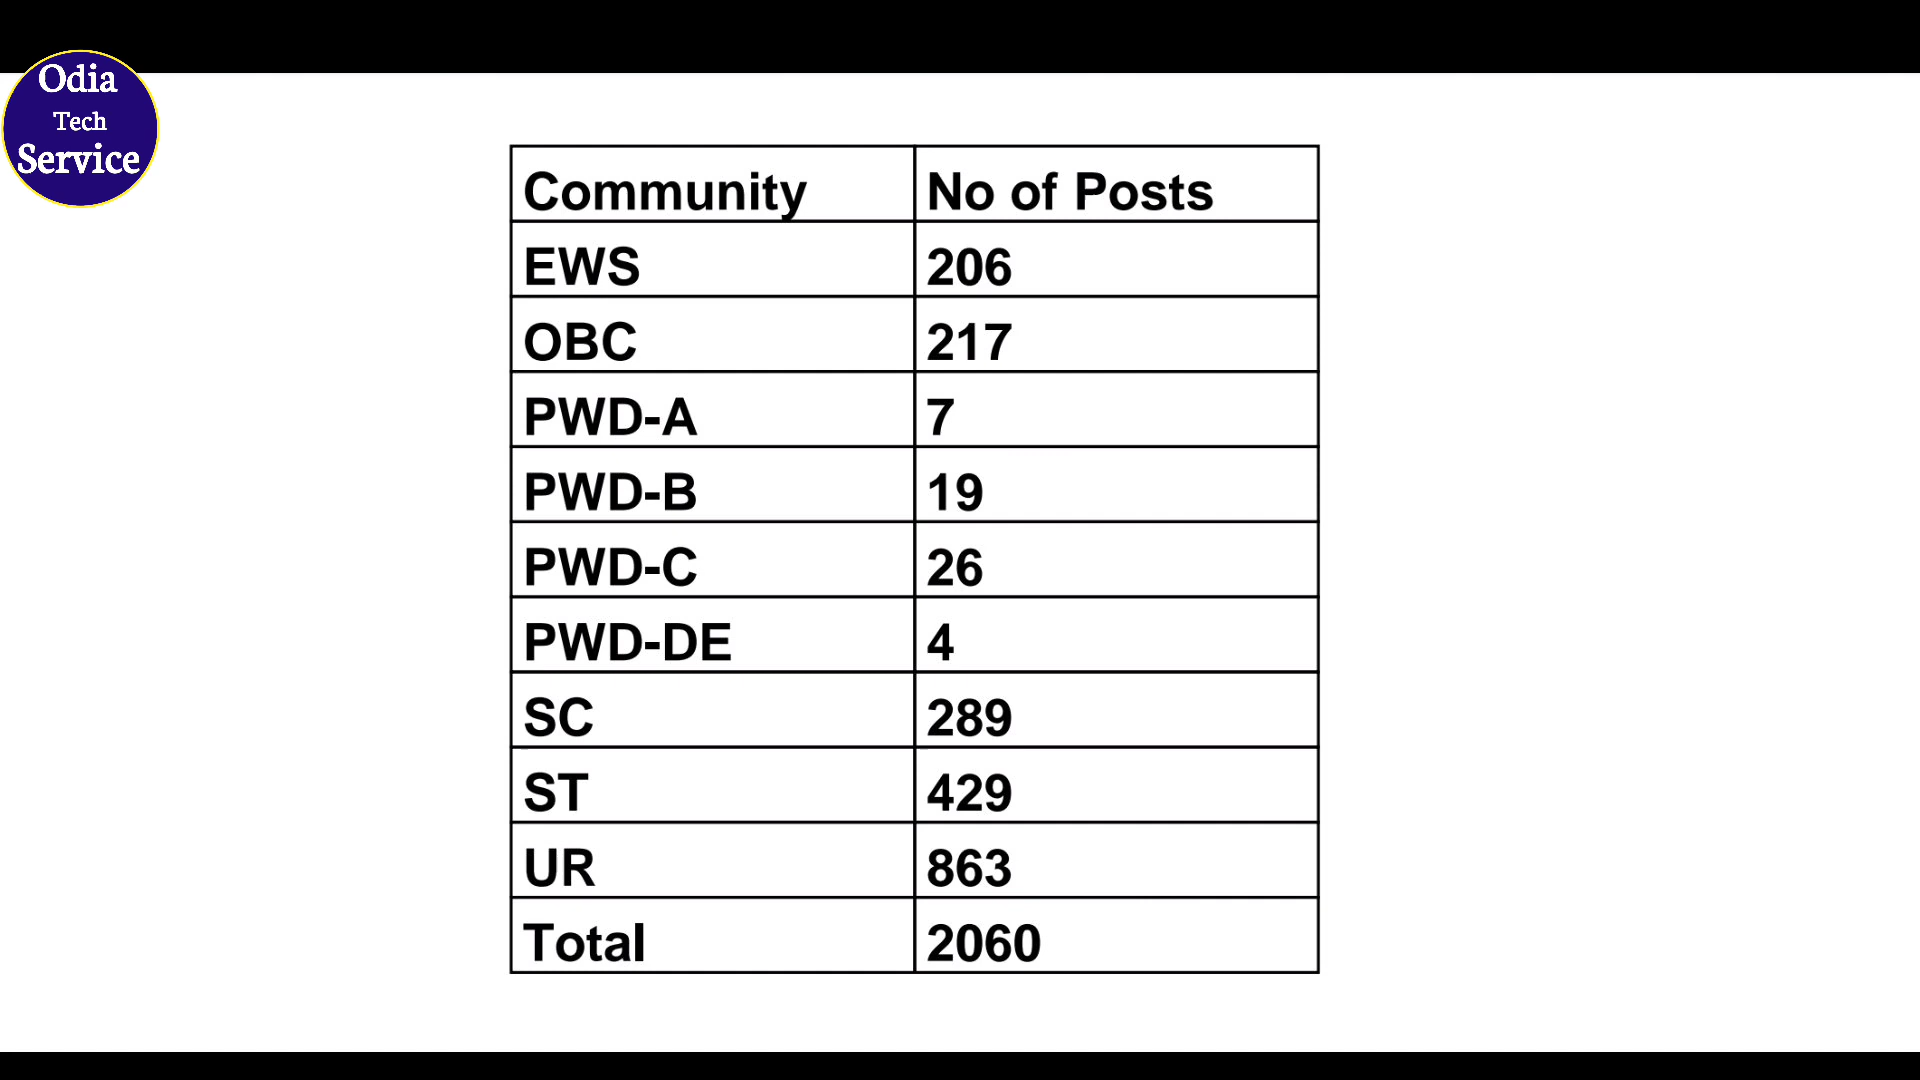 Odia
Tech
Service
Community No of Posts
EWS 206
OBC 217
PWD-A 7
PWD-B 19
PWD-C 26
PWD-DE 4
SC 289
ST 429
UR 863
Total 2060